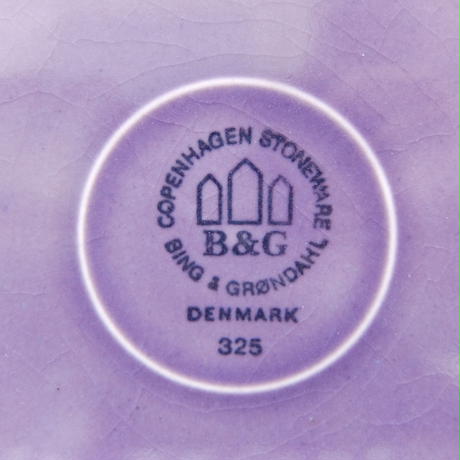 COPENHAGEN STONEWARE
B&G
BING & GRØNDAHL
DENMARK
325